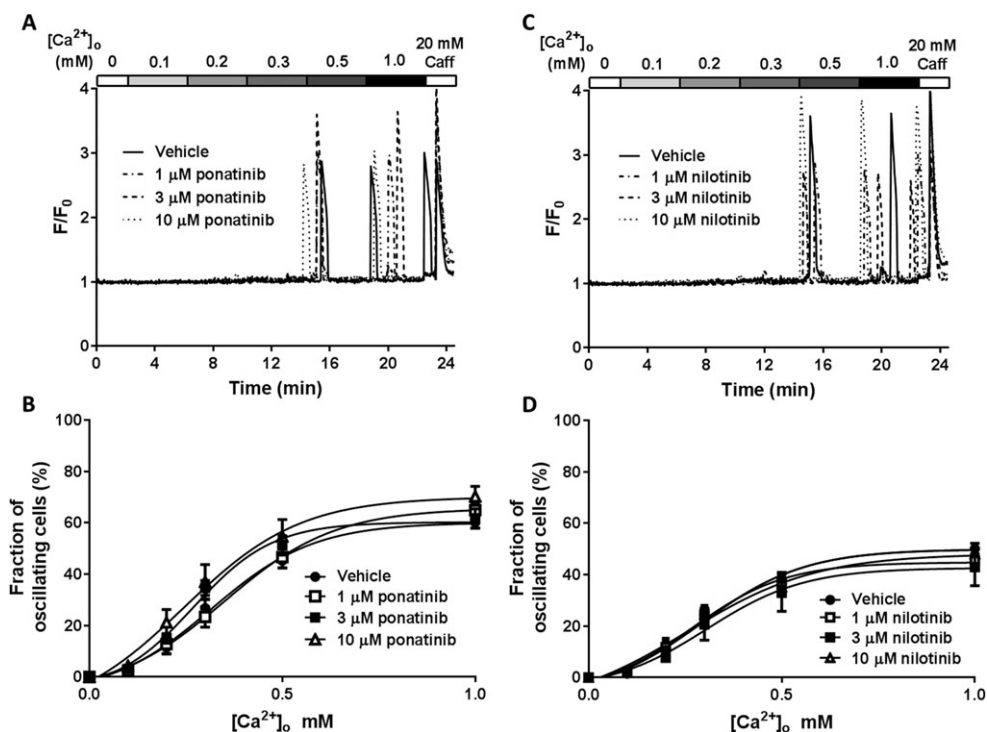 A
[Ca²⁺]ₒ
(mM)
20 mM
Caff
0 0.1 0.2 0.3 0.5 1.0
4
3
2
1
0
F/F₀
Vehicle
1 μM ponatinib
3 μM ponatinib
10 μM ponatinib
0 4 8 12 16 20 24
Time (min)
C
[Ca²⁺]ₒ
(mM)
20 mM
Caff
0 0.1 0.2 0.3 0.5 1.0
4
3
2
1
0
F/F₀
Vehicle
1 μM nilotinib
3 μM nilotinib
10 μM nilotinib
0 4 8 12 16 20 24
Time (min)
B
100
80
60
40
20
0
Fraction of
oscillating cells (%)
Vehicle
1 μM ponatinib
3 μM ponatinib
10 μM ponatinib
0.0 0.5 1.0
[Ca²⁺]ₒ mM
D
100
80
60
40
20
0
Fraction of
oscillating cells (%)
Vehicle
1 μM nilotinib
3 μM nilotinib
10 μM nilotinib
0.0 0.5 1.0
[Ca²⁺]ₒ mM